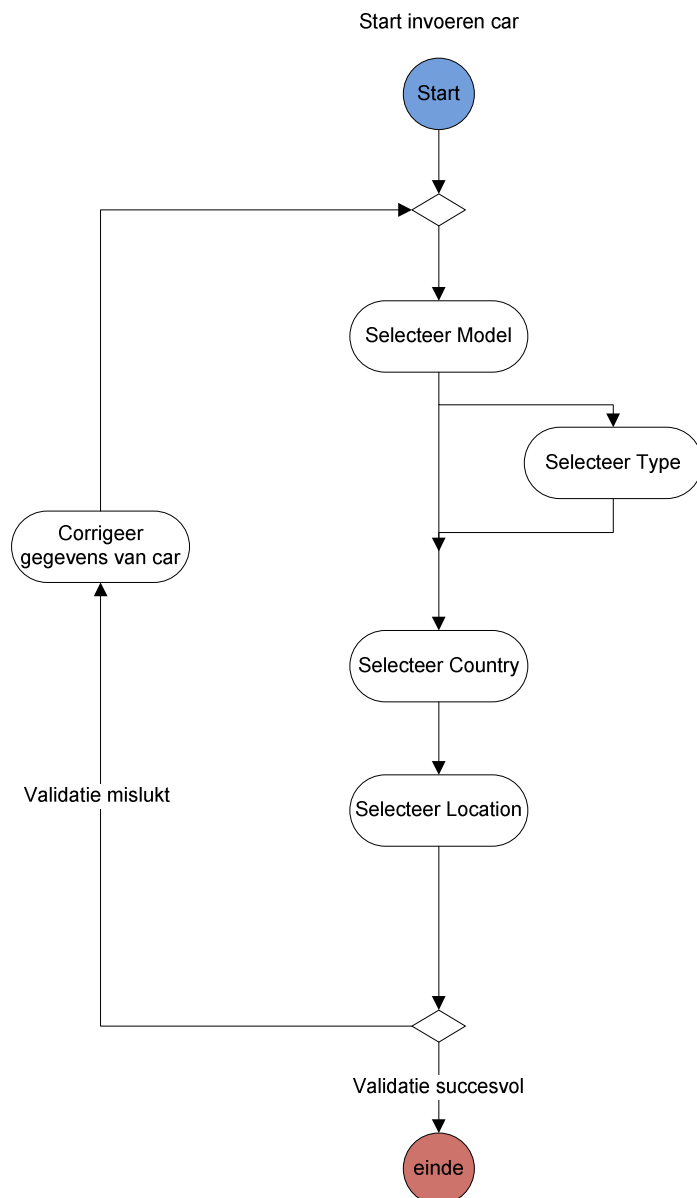 Start invoeren car
Start
Selecteer Model
Selecteer Type
Corrigeer
gegevens van car
Selecteer Country
Validatie mislukt
Selecteer Location
Validatie succesvol
einde